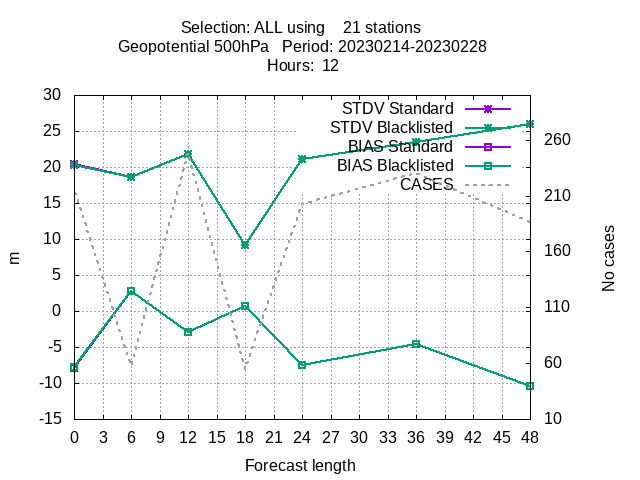 Selection: ALL using    21 stations
Geopotential 500hPa   Period: 20230214-20230228
Hours:  12
30
25
20
15
10
5
0
-5
-10
-15
m
STDV Standard
STDV Blacklisted
BIAS Standard
BIAS Blacklisted
CASES
260
210
160
110
60
10
No cases
0 3 6 9 12 15 18 21 24 27 30 33 36 39 42 45 48
Forecast length